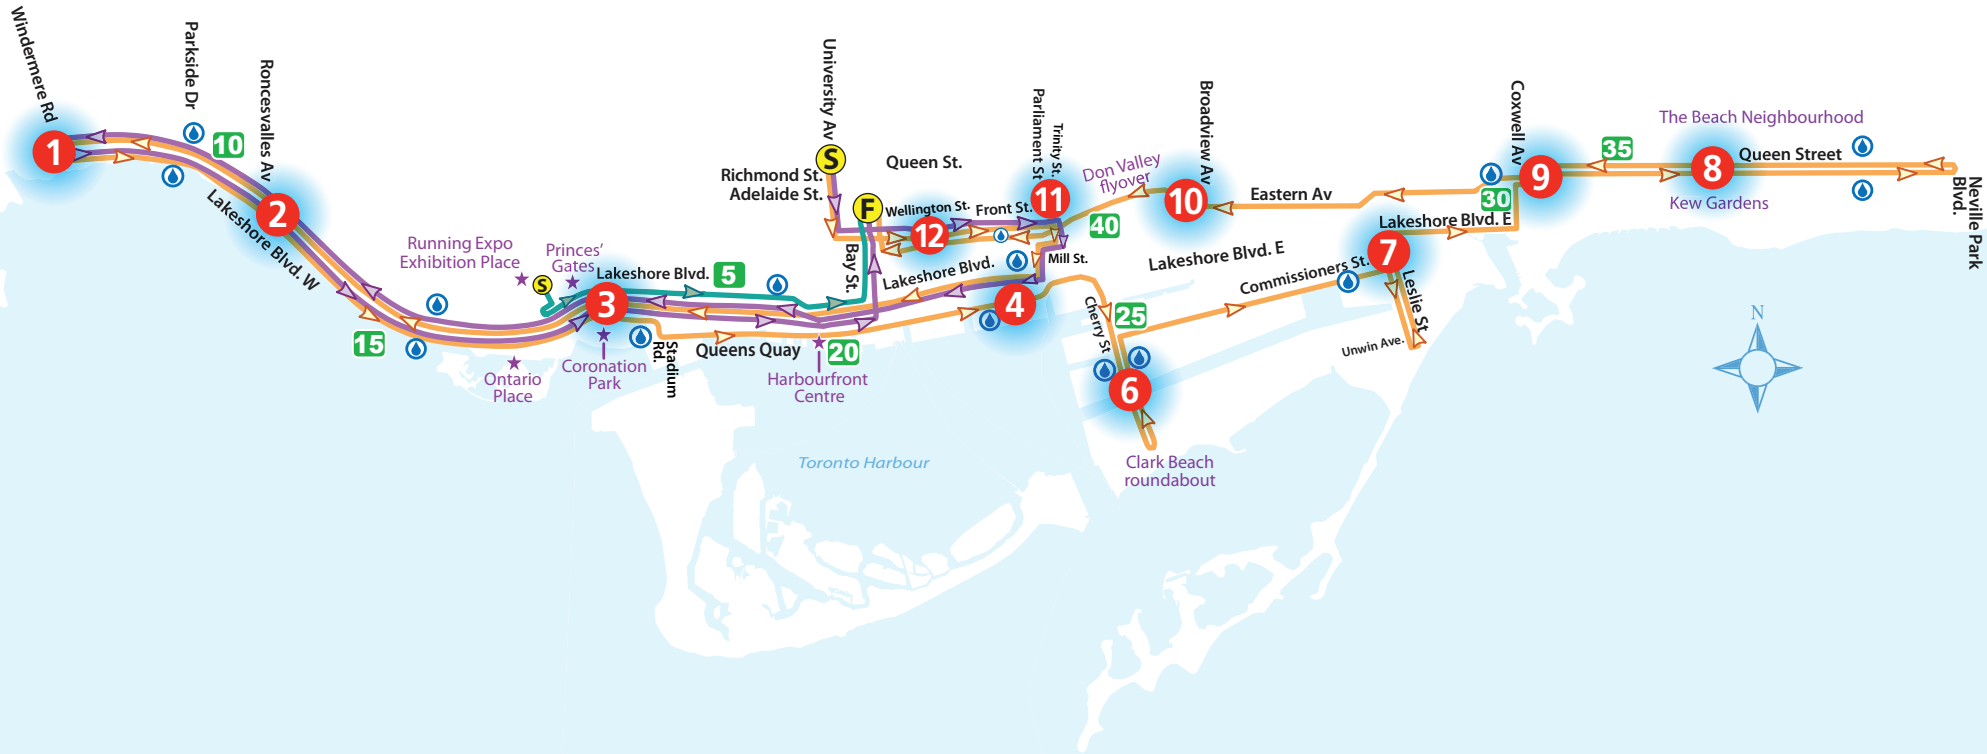 Windermere Rd
Parkside Dr
Roncesvalles Av
University Av
Parliament St
Trinity St.
Broadview Av
Coxwell Av
The Beach Neighbourhood
1
10
2
Lakeshore Blvd. W
15
Running Expo
Exhibition Place
Princes’
Gates
S
3
Lakeshore Blvd.
5
Coronation
Park
Ontario
Place
Stadium
Rd.
Queens Quay
20
Harbourfront
Centre
S
Richmond St.
Adelaide St.
Queen St.
F
Bay St.
Wellington St.
Front St.
12
11
Lakeshore Blvd.
4
Mill St.
Don Valley
flyover
40
10
Eastern Av
Lakeshore Blvd. E
Commissioners St.
Cherry St
25
6
Clark Beach
roundabout
7
Leslie St
Unwin Ave.
Lakeshore Blvd. E
30
9
35
8
Queen Street
Kew Gardens
Neville Park
Blvd.
N
Toronto Harbour